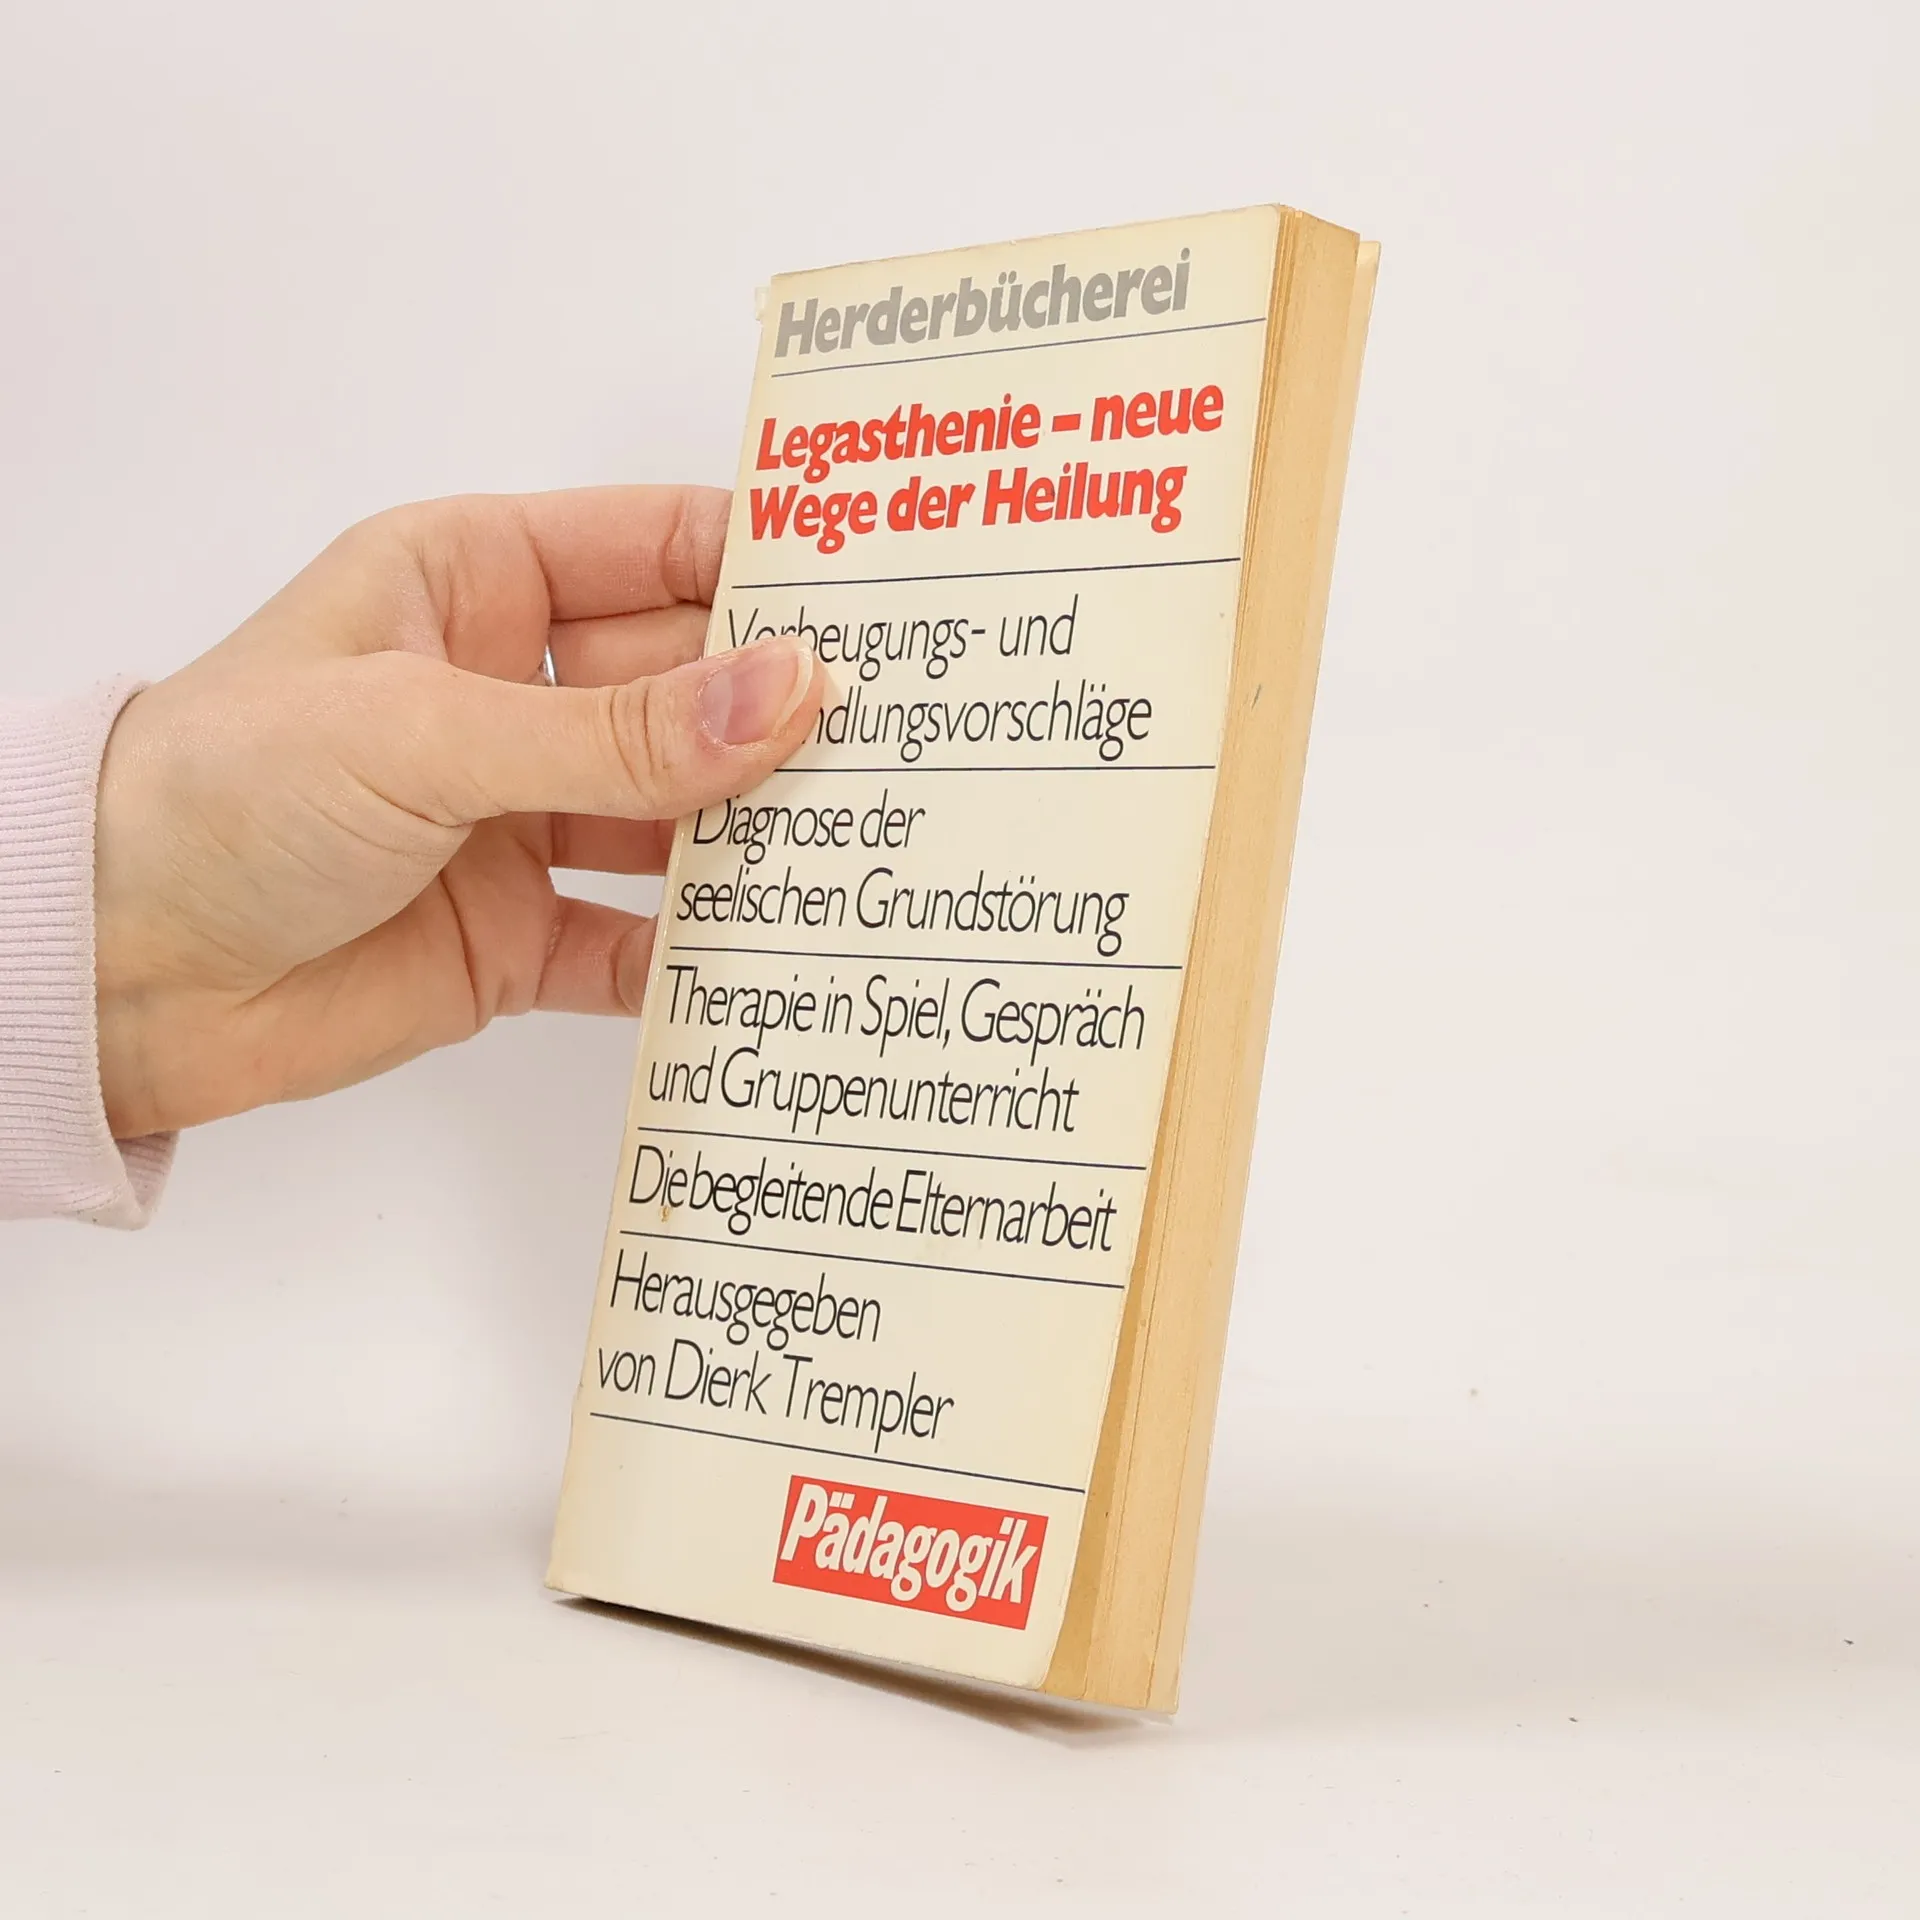 Herderbücherei
Legasthenie – neue
Wege der Heilung
Vorbeugungs- und
Diagnose der
seelischen Grundstörung
Therapie in Spiel, Gespräch
und Gruppenunterricht
Die begleitende Elternarbeit
Herausgegeben
von Dierk Trempler
Pädagogik